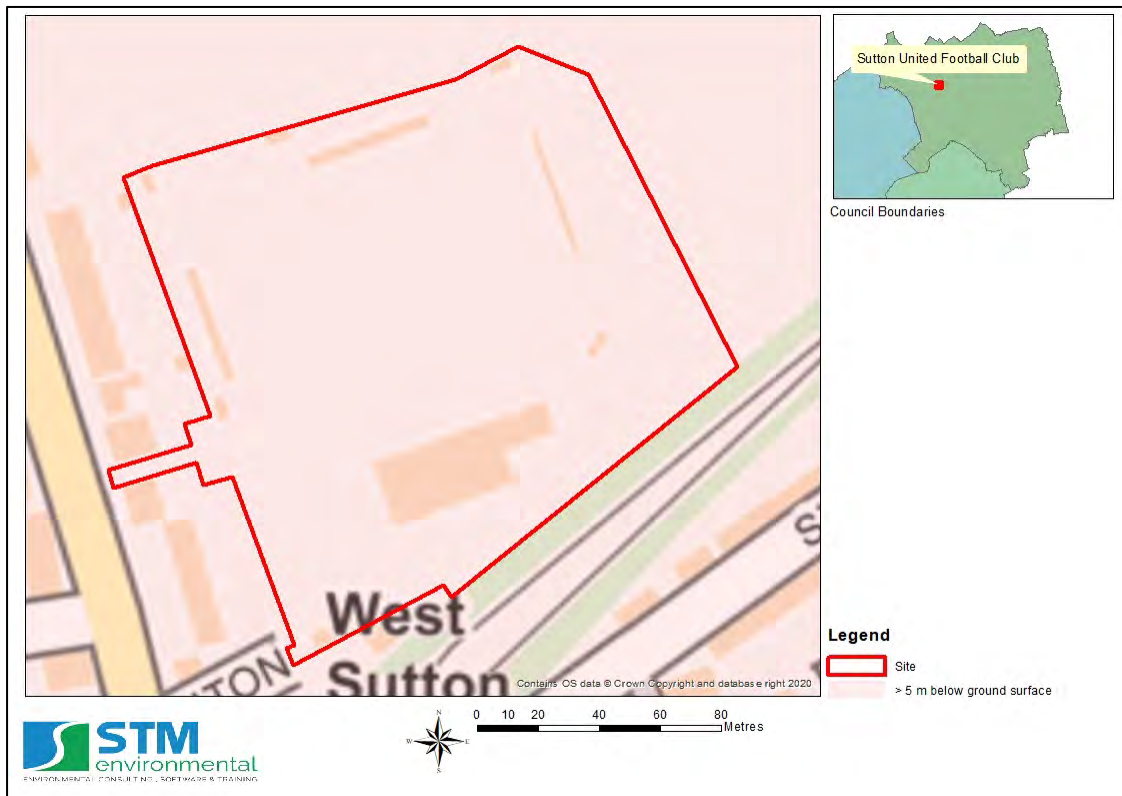 Sutton United Football Club
Council Boundaries
West
Sutton
TON
S
Contains OS data © Crown Copyright and database right 2020
Legend
Site
> 5 m below ground surface
N
W E
S
0 10 20 40 60 80
Metres
STM
environmental
ENVIRONMENTAL CONSULTING, SOFTWARE & TRAINING